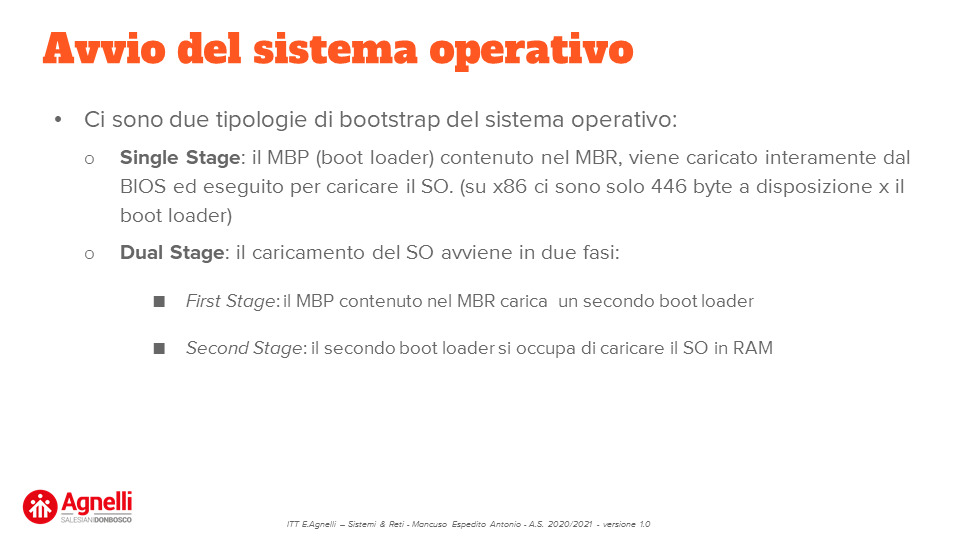 Avvio del sistema operativo
• Ci sono due tipologie di bootstrap del sistema operativo:
o Single Stage: il MBP (boot loader) contenuto nel MBR, viene caricato interamente dal
BIOS ed eseguito per caricare il SO. (su x86 ci sono solo 446 byte a disposizione x il
boot loader)
o Dual Stage: il caricamento del SO avviene in due fasi:
■ First Stage: il MBP contenuto nel MBR carica un secondo boot loader
■ Second Stage: il secondo boot loader si occupa di caricare il SO in RAM
Agnelli
SALESIANI DONBOSCO
ITT E.Agnelli – Sistemi & Reti - Mancuso Espedito Antonio - A.S. 2020/2021 - versione 1.0